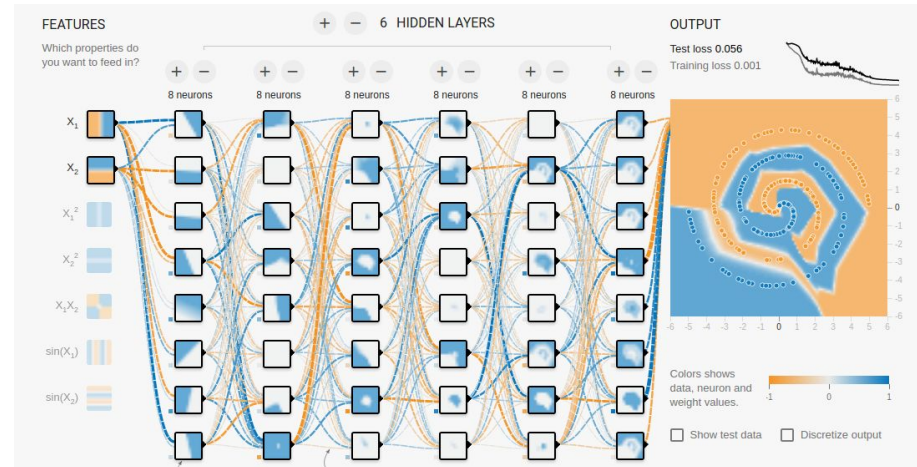 FEATURES
Which properties do
you want to feed in?
X1
X2
X1²
X2²
X1X2
sin(X1)
sin(X2)
+ − 6 HIDDEN LAYERS
+ − + − + − + − + − + −
8 neurons 8 neurons 8 neurons 8 neurons 8 neurons 8 neurons
OUTPUT
Test loss 0.056
Training loss 0.001
6
5
4
3
2
1
0
-1
-2
-3
-4
-5
-6
-6 -5 -4 -3 -2 -1 0 1 2 3 4 5 6
Colors shows
data, neuron and
weight values.
-1 0 1
Show test data Discretize output